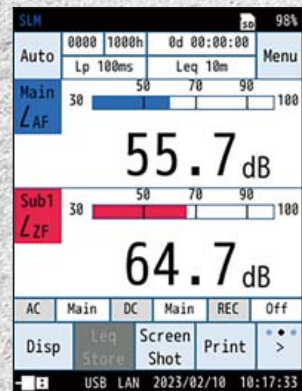 SLM SD 98%
Auto 0000 1000h 0d 00:00:00 Menu
Lp 100ms Leq 10m
Main 30 50 70 90 100
LAF
55.7dB
Sub1 30 50 70 90 100
LZF
64.7dB
AC Main DC Main REC Off
Disp Leq Store Screen Shot Print >
USB LAN 2023/02/10 10:17:33